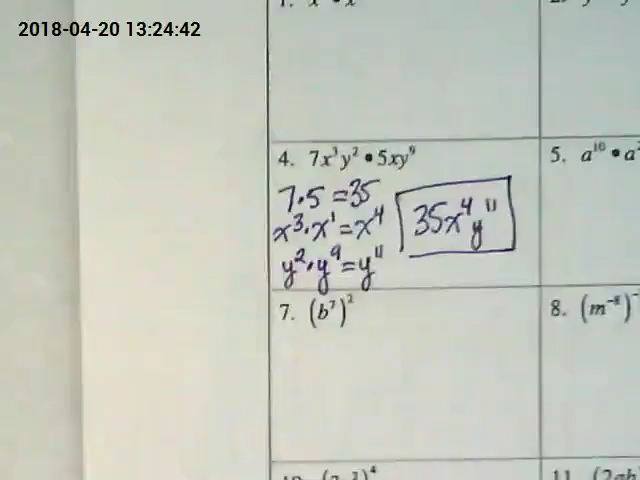 2018-04-20 13:24:42
4. 7x³y² • 5xy⁹
5. a¹⁰ • a
7·5 = 35
x³·x¹ = x⁴
y²·y⁹ = y¹¹
35x⁴y¹¹
7. (b⁷)²
8. (m⁻⁸)⁻